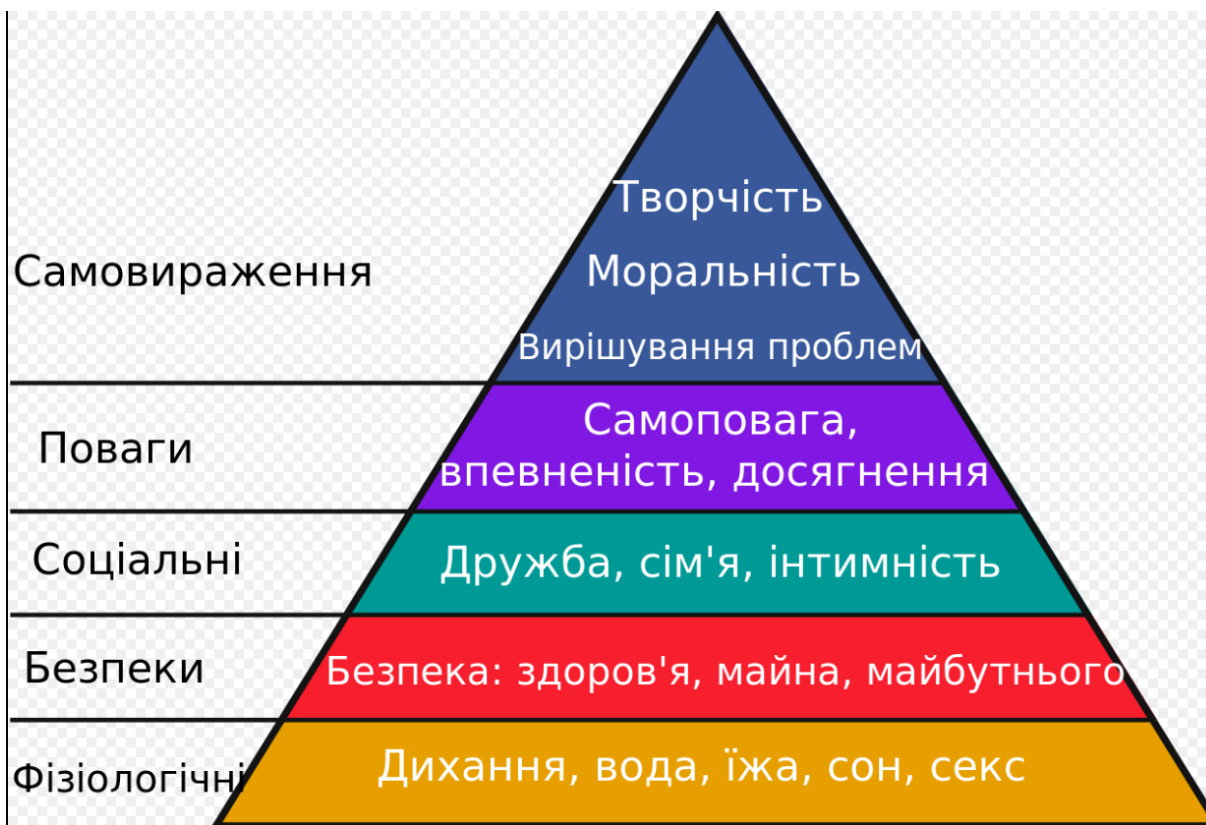 Творчість
Самовираження
Моральність
Вирішування проблем
Поваги
Самоповага,
впевненість, досягнення
Соціальні
Дружба, сім'я, інтимність
Безпеки
Безпека: здоров'я, майна, майбутнього
Фізіологічні
Дихання, вода, їжа, сон, секс